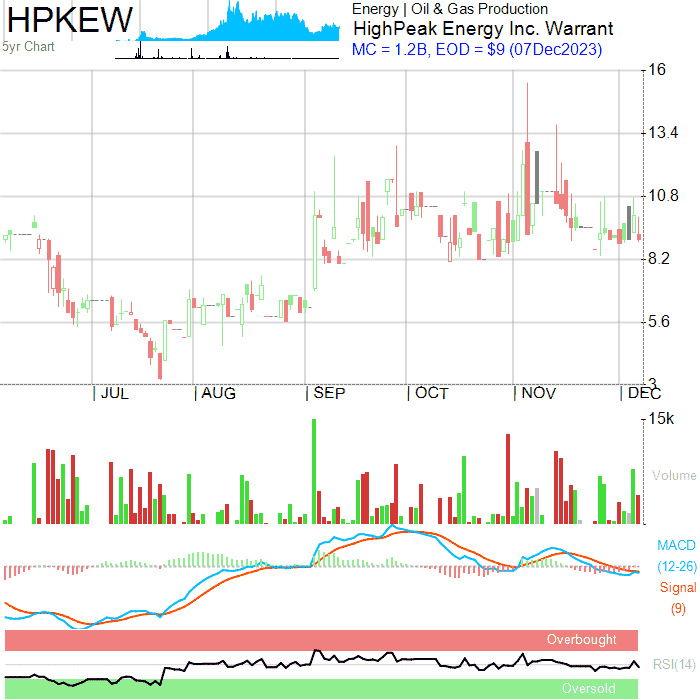 HPKEW
5yr Chart
Energy | Oil & Gas Production
HighPeak Energy Inc. Warrant
MC = 1.2B, EOD = $9 (07Dec2023)
16
13.4
10.8
8.2
5.6
3
JUL
AUG
SEP
OCT
NOV
DEC
15k
Volume
MACD
(12-26)
Signal
(9)
Overbought
RSI(14)
Oversold